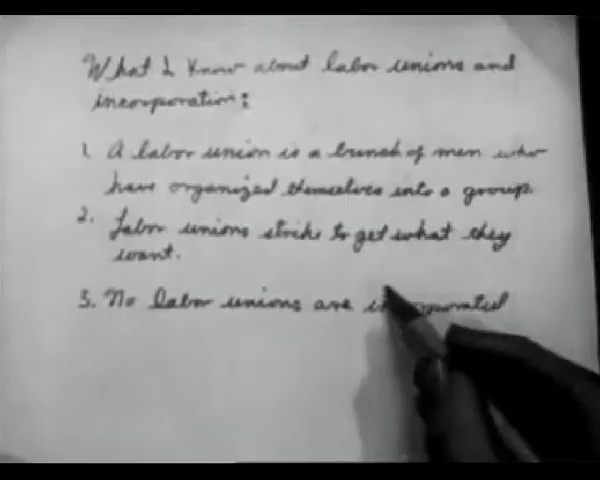 What I know about labor unions and
incorporation:
1. A labor union is a bunch of men who
have organized themselves into a group
2. Labor unions strike to get what they
want.
3. No labor unions are incorporated